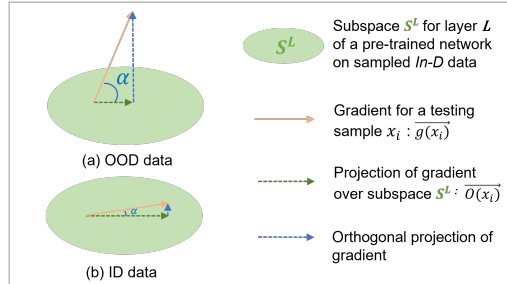 α
(a) OOD data
α
(b) ID data
S^L
Subspace S^L for layer L
of a pre-trained network
on sampled In-D data
Gradient for a testing
sample x_i : g(x_i)
Projection of gradient
over subspace S^L : O(x_i)
Orthogonal projection of
gradient